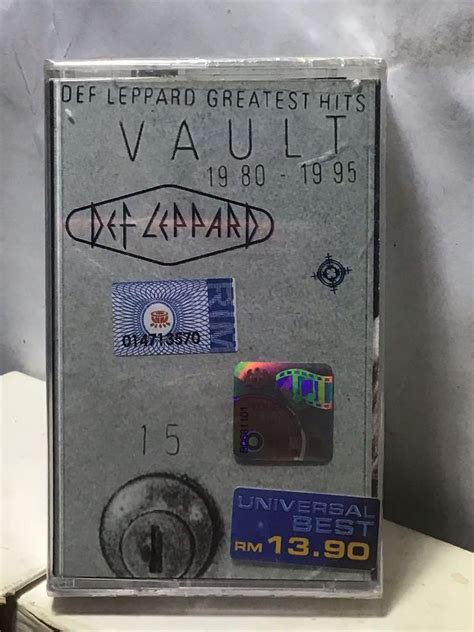 DEF LEPPARD GREATEST HITS
VAULT
1980 - 1995
DEF LEPPARD
RIM
014713570
15
UNIVERSAL
BEST
RM 13.90